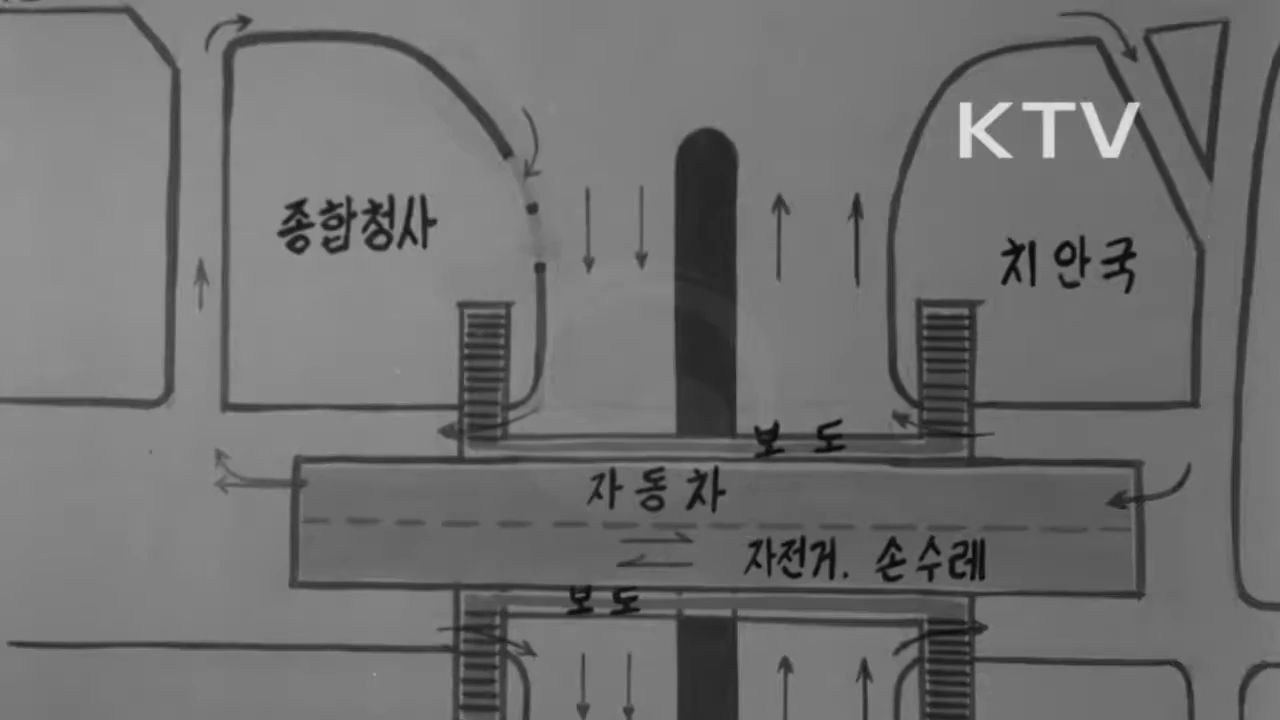 KTV
종합청사
치안국
보 도
자동차
자전거. 손수레
보 도